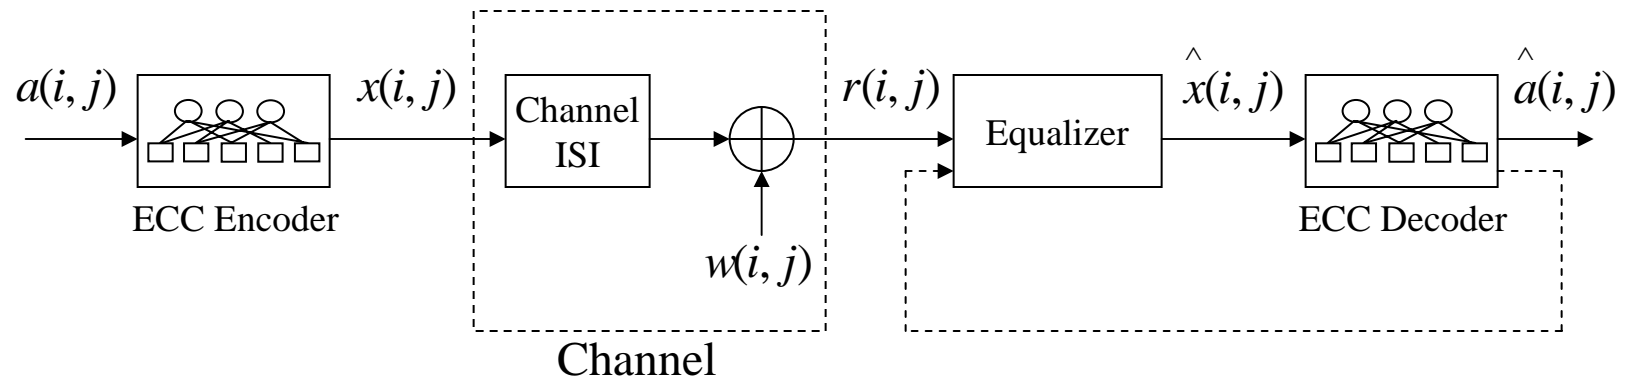 a(i, j)
x(i, j)
Channel
ISI
r(i, j)
Equalizer
x̂(i, j)
â(i, j)
ECC Encoder
ECC Decoder
w(i, j)
Channel